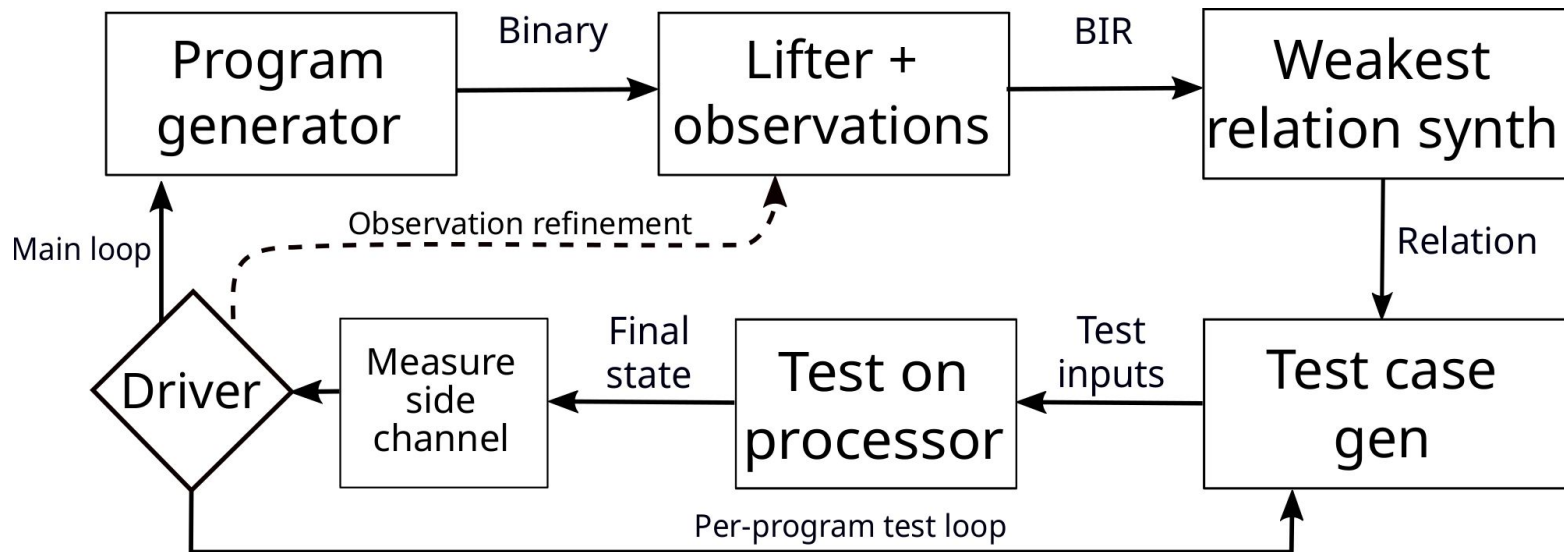 Program
generator
Binary
Lifter +
observations
BIR
Weakest
relation synth
Main loop
Observation refinement
Relation
Driver
Measure
side
channel
Final
state
Test on
processor
Test
inputs
Test case
gen
Per-program test loop